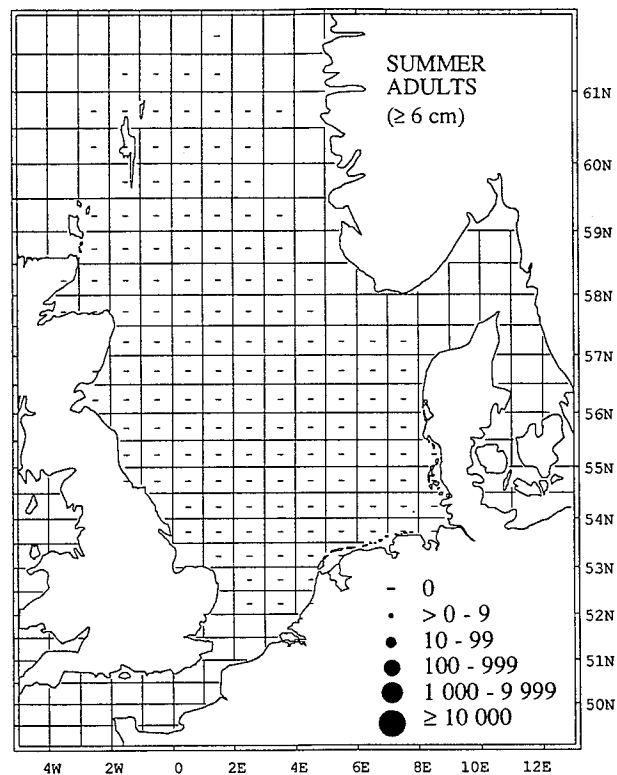 SUMMER
ADULTS
(≥ 6 cm)
61N
60N
59N
58N
57N
56N
55N
54N
53N
52N
51N
50N
- 0
• > 0 - 9
● 10 - 99
● 100 - 999
● 1 000 - 9 999
● ≥ 10 000
4W 2W 0 2E 4E 6E 8E 10E 12E